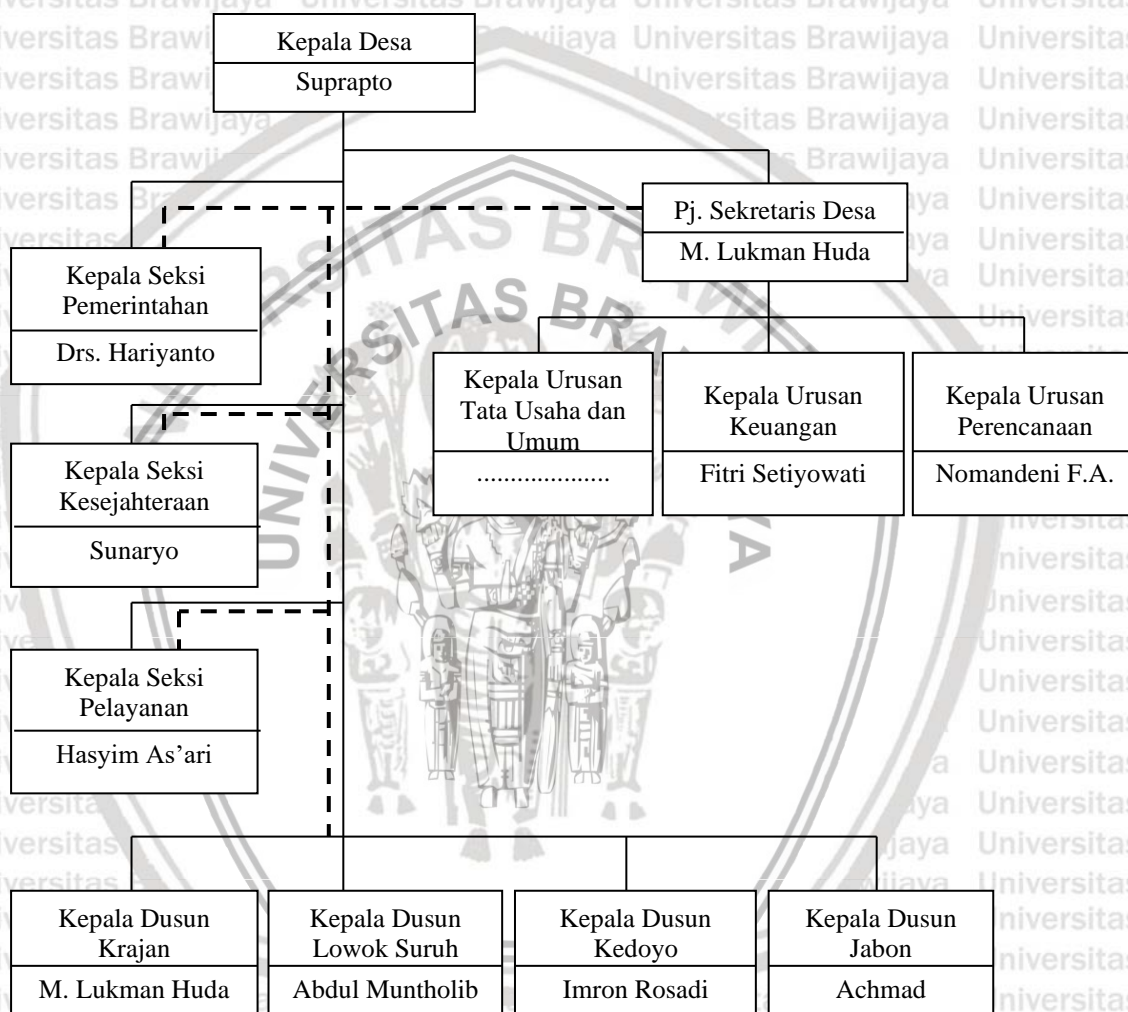 Kepala Desa
Suprapto
Pj. Sekretaris Desa
M. Lukman Huda
Kepala Seksi
Pemerintahan
Drs. Hariyanto
Kepala Urusan
Tata Usaha dan
Umum
....................
Kepala Urusan
Keuangan
Fitri Setiyowati
Kepala Urusan
Perencanaan
Nomandeni F.A.
Kepala Seksi
Kesejahteraan
Sunaryo
Kepala Seksi
Pelayanan
Hasyim As’ari
Kepala Dusun
Krajan
M. Lukman Huda
Kepala Dusun
Lowok Suruh
Abdul Muntholib
Kepala Dusun
Kedoyo
Imron Rosadi
Kepala Dusun
Jabon
Achmad
UNIVERSITAS BRAWIJAYA